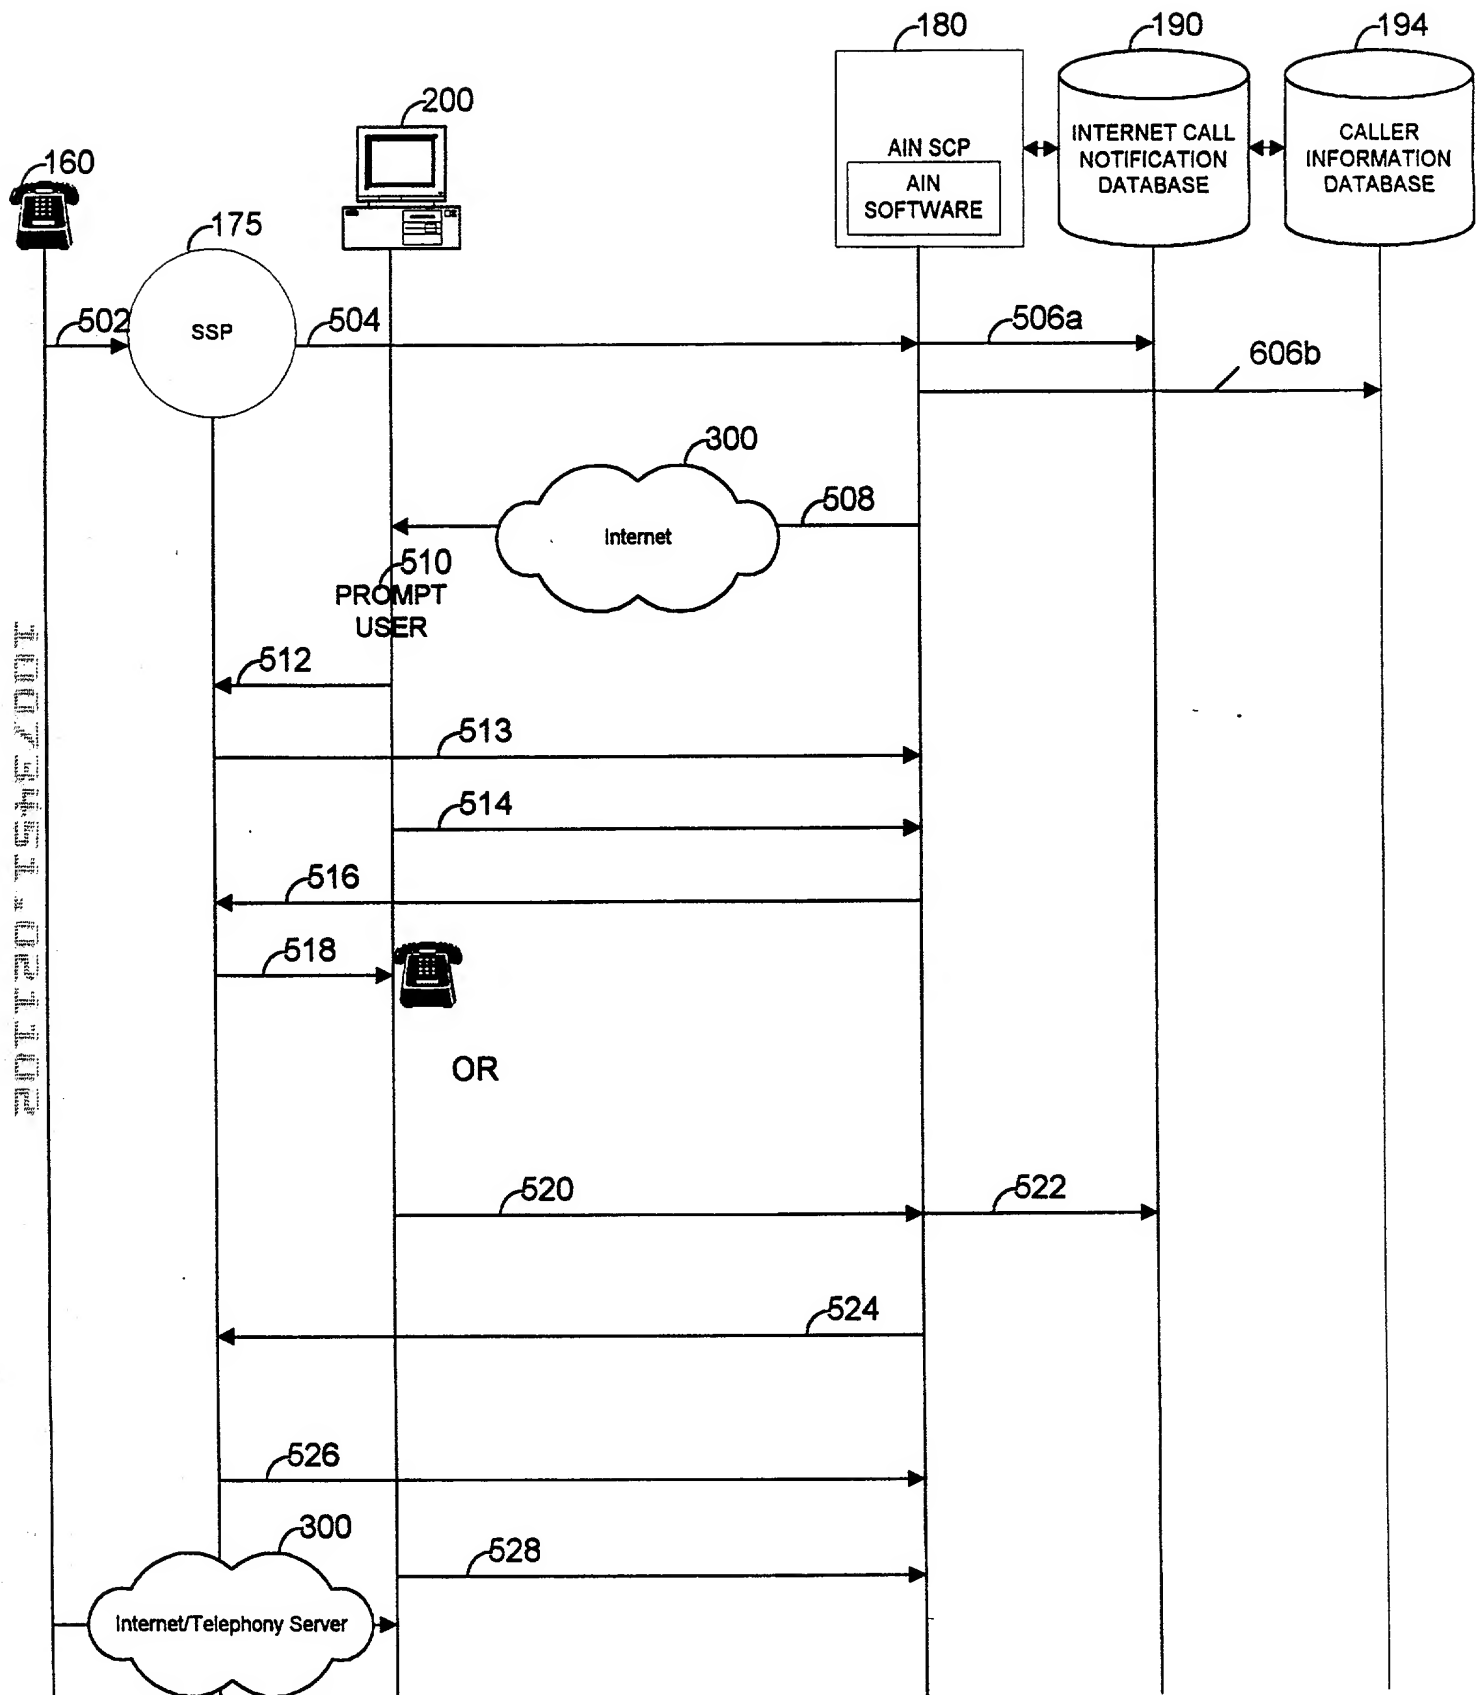 180
190
194
200
AIN SCP
AIN
SOFTWARE
INTERNET CALL
NOTIFICATION
DATABASE
CALLER
INFORMATION
DATABASE
160
175
SSP
502
504
506a
606b
300
Internet
508
510
PROMPT
USER
512
513
514
516
518
OR
520
522
524
526
300
528
Internet/Telephony Server
10073451.021102